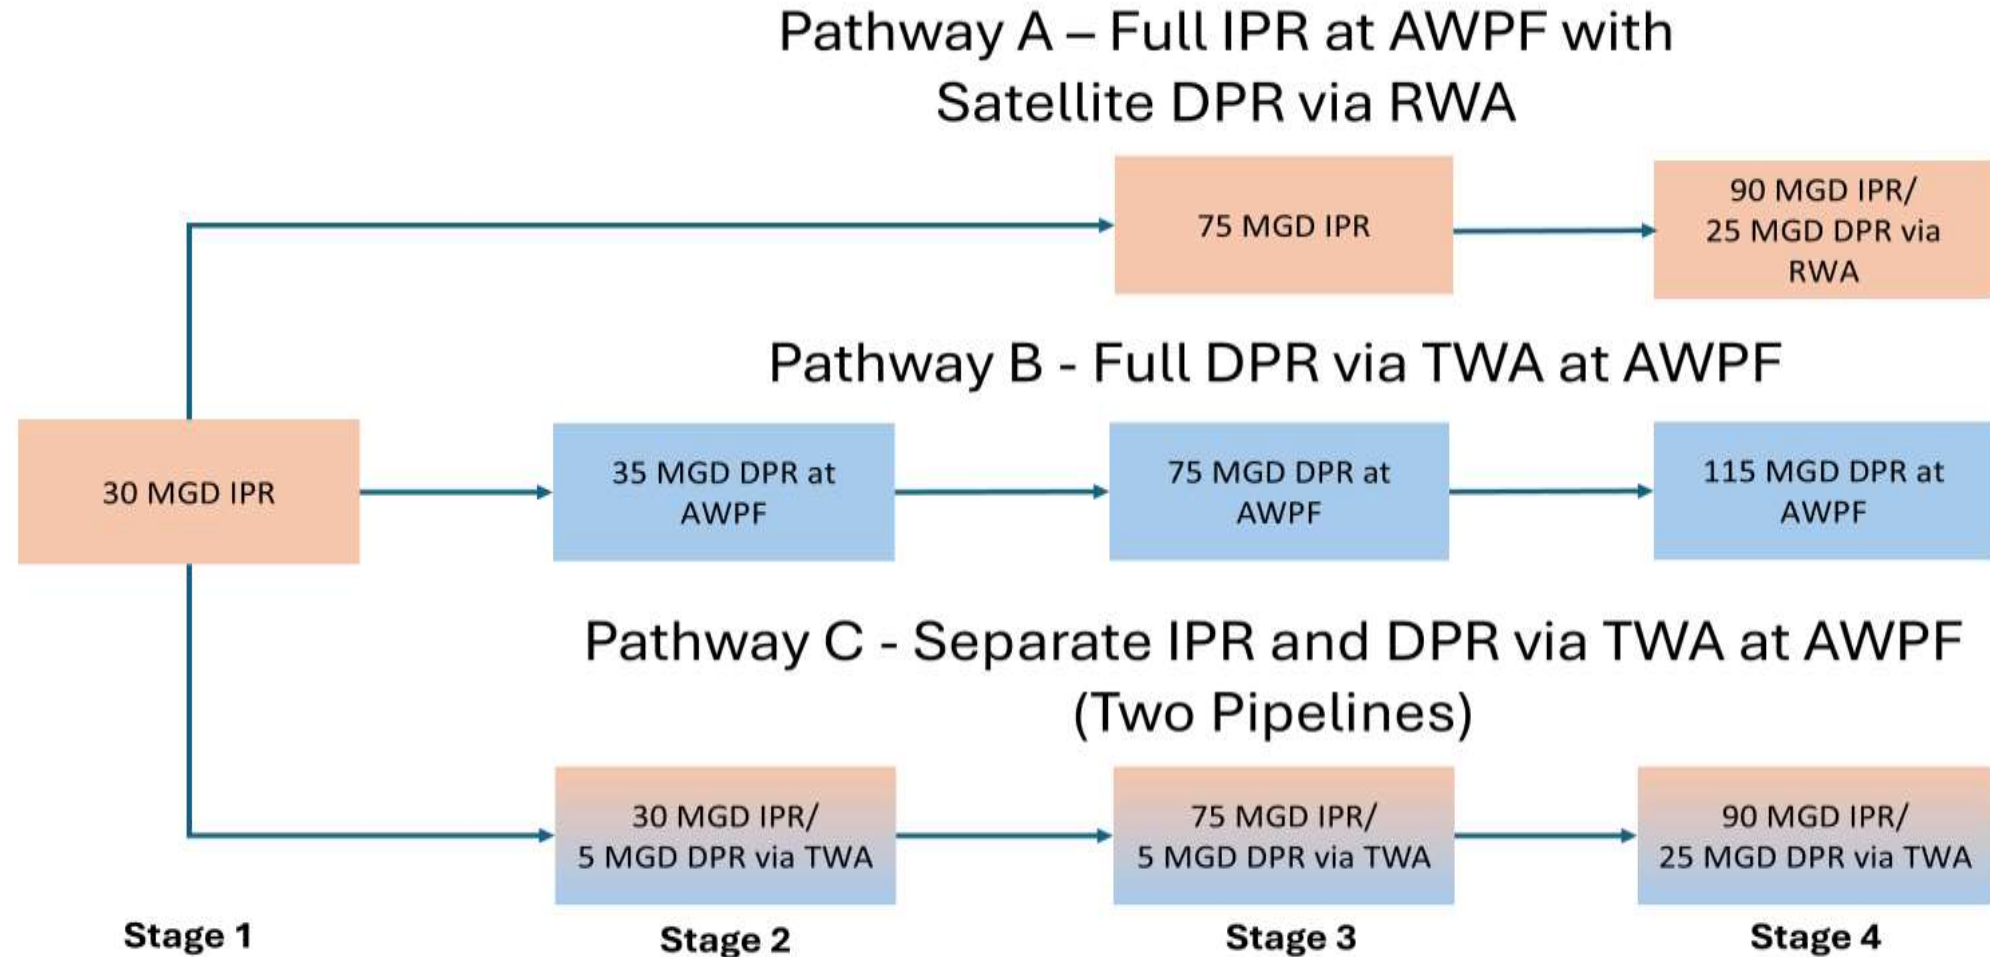 Pathway A – Full IPR at AWPF with
Satellite DPR via RWA
75 MGD IPR
90 MGD IPR/
25 MGD DPR via
RWA
Pathway B - Full DPR via TWA at AWPF
30 MGD IPR
35 MGD DPR at
AWPF
75 MGD DPR at
AWPF
115 MGD DPR at
AWPF
Pathway C - Separate IPR and DPR via TWA at AWPF
(Two Pipelines)
30 MGD IPR/
5 MGD DPR via TWA
75 MGD IPR/
5 MGD DPR via TWA
90 MGD IPR/
25 MGD DPR via TWA
Stage 1
Stage 2
Stage 3
Stage 4